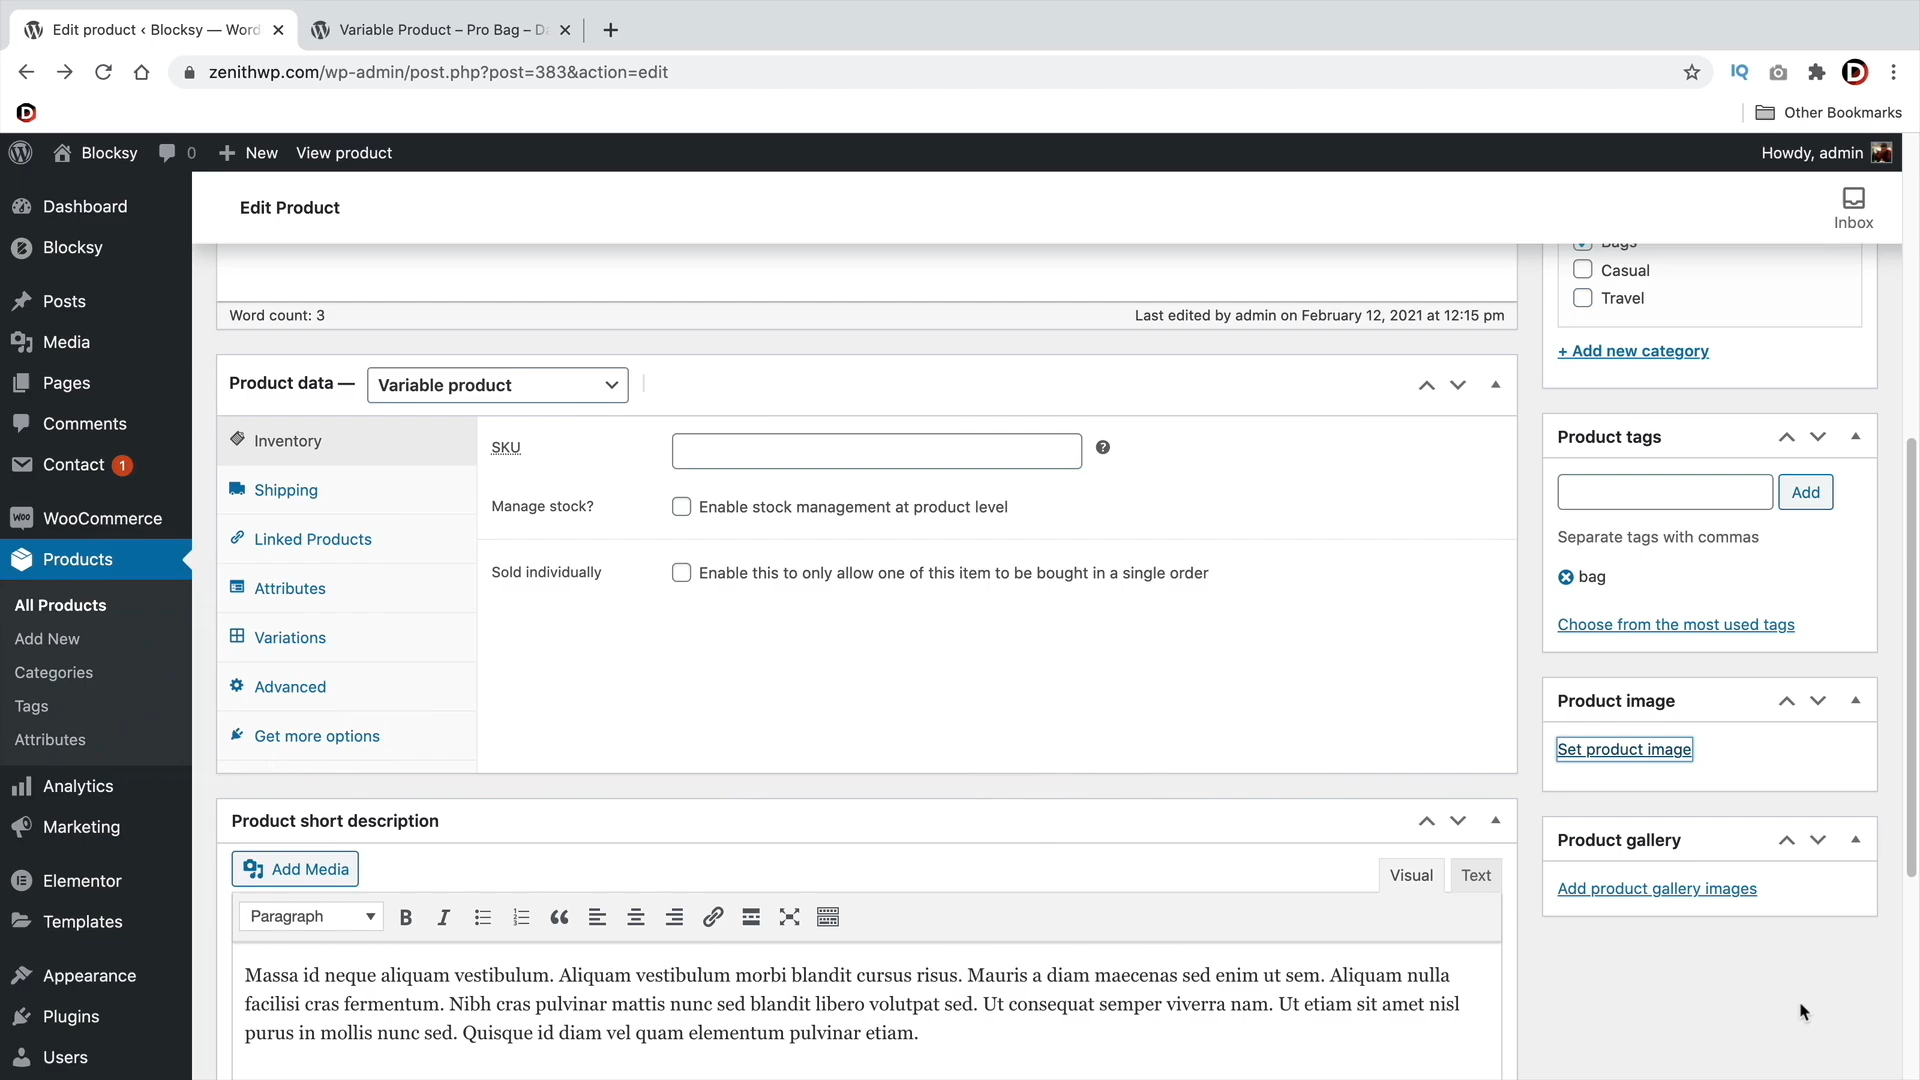 Edit product ‹ Blocksy — Word
Variable Product – Pro Bag – Da
zenithwp.com/wp-admin/post.php?post=383&action=edit
IQ
D
D
Other Bookmarks
Blocksy
0
New
View product
Howdy, admin
Dashboard
Blocksy
Posts
Media
Pages
Comments
Contact 1
WooCommerce
Products
All Products
Add New
Categories
Tags
Attributes
Analytics
Marketing
Elementor
Templates
Appearance
Plugins
Users
Edit Product
Inbox
Word count: 3
Last edited by admin on February 12, 2021 at 12:15 pm
Product data — Variable product
Inventory
Shipping
Linked Products
Attributes
Variations
Advanced
Get more options
SKU
Manage stock? Enable stock management at product level
Sold individually Enable this to only allow one of this item to be bought in a single order
Product short description
Add Media
Visual Text
Paragraph
Massa id neque aliquam vestibulum. Aliquam vestibulum morbi blandit cursus risus. Mauris a diam maecenas sed enim ut sem. Aliquam nulla
facilisi cras fermentum. Nibh cras pulvinar mattis nunc sed blandit libero volutpat sed. Ut consequat semper viverra nam. Ut etiam sit amet nisl
purus in mollis nunc sed. Quisque id diam vel quam elementum pulvinar etiam.
Bags
Casual
Travel
+ Add new category
Product tags
Add
Separate tags with commas
bag
Choose from the most used tags
Product image
Set product image
Product gallery
Add product gallery images